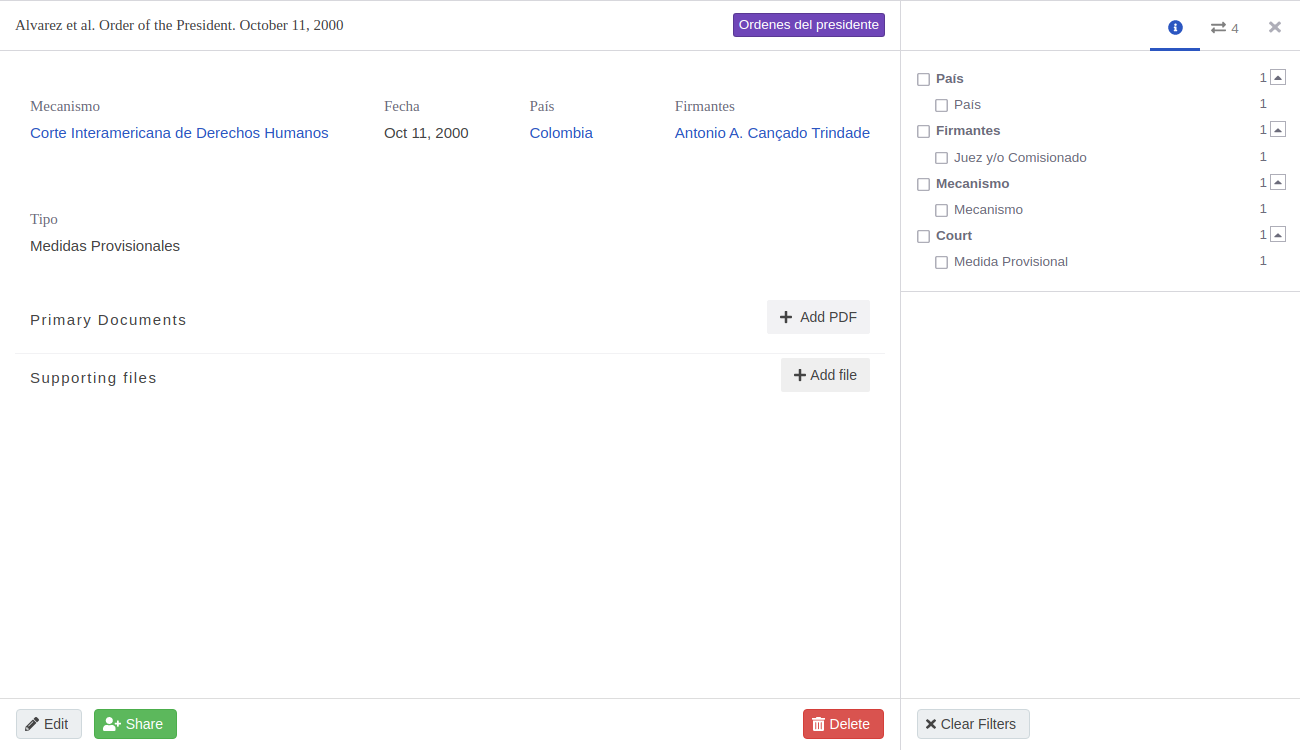 Alvarez et al. Order of the President. October 11, 2000
Ordenes del presidente
4
Mecanismo
Corte Interamericana de Derechos Humanos
Fecha
Oct 11, 2000
País
Colombia
Firmantes
Antonio A. Cançado Trindade
Tipo
Medidas Provisionales
Primary Documents
Add PDF
Supporting files
Add file
País 1
País 1
Firmantes 1
Juez y/o Comisionado 1
Mecanismo 1
Mecanismo 1
Court 1
Medida Provisional 1
Edit
Share
Delete
Clear Filters